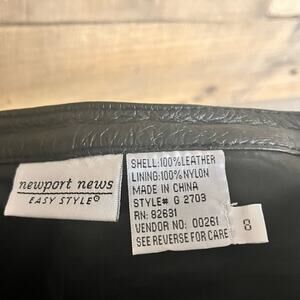 newport news
EASY STYLE®
SHELL:100%LEATHER
LINING:100%NYLON
MADE IN CHINA
STYLE# G 2703
RN: 82631
VENDOR NO: 00261
SEE REVERSE FOR CARE
8